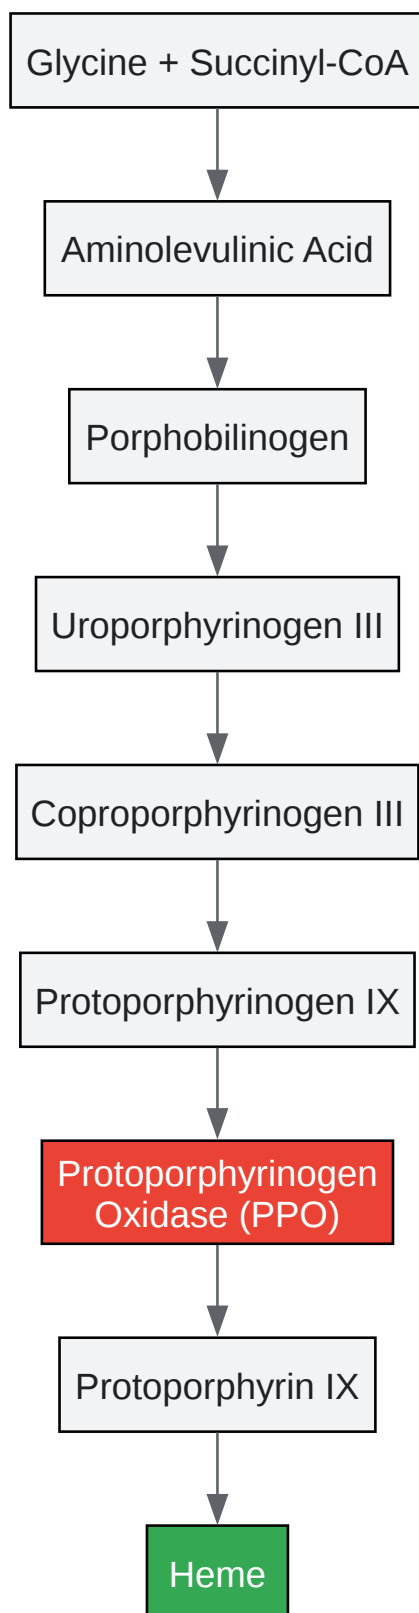 Glycine + Succinyl-CoA
Aminolevulinic Acid
Porphobilinogen
Uroporphyrinogen III
Coproporphyrinogen III
Protoporphyrinogen IX
Protoporphyrinogen
Oxidase (PPO)
Protoporphyrin IX
Heme